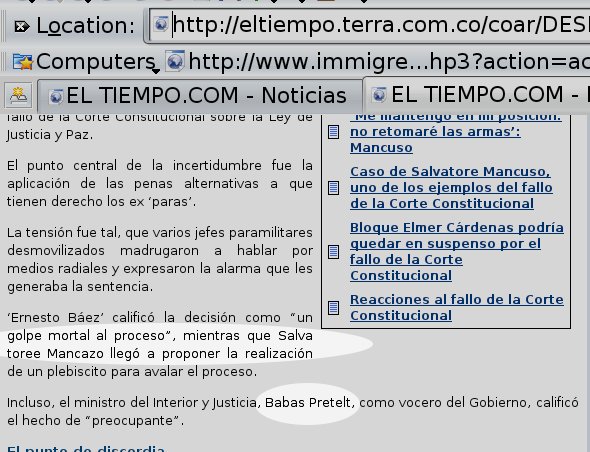 Location: http://eltiempo.terra.com.co/coar/DES
Computers http://www.immigre...hp3?action=ac
EL TIEMPO.COM - Noticias EL TIEMPO.COM -
fallo de la Corte Constitucional sobre la Ley de
Justicia y Paz.
El punto central de la incertidumbre fue la
aplicación de las penas alternativas a que
tienen derecho los ex ‘paras’.
La tensión fue tal, que varios jefes paramilitares
desmovilizados madrugaron a hablar por
medios radiales y expresaron la alarma que les
generaba la sentencia.
‘Ernesto Báez’ calificó la decisión como “un
golpe mortal al proceso”, mientras que Salva
toree Mancazo llegó a proponer la realización
de un plebiscito para avalar el proceso.
Incluso, el ministro del Interior y Justicia, Babas Pretelt, como vocero del Gobierno, calificó
el hecho de “preocupante”.
El punto de discordia
'Me mantengo en mi posición:
no retomaré las armas’:
Mancuso
Caso de Salvatore Mancuso,
uno de los ejemplos del fallo
de la Corte Constitucional
Bloque Elmer Cárdenas podría
quedar en suspenso por el
fallo de la Corte
Constitucional
Reacciones al fallo de la Corte
Constitucional